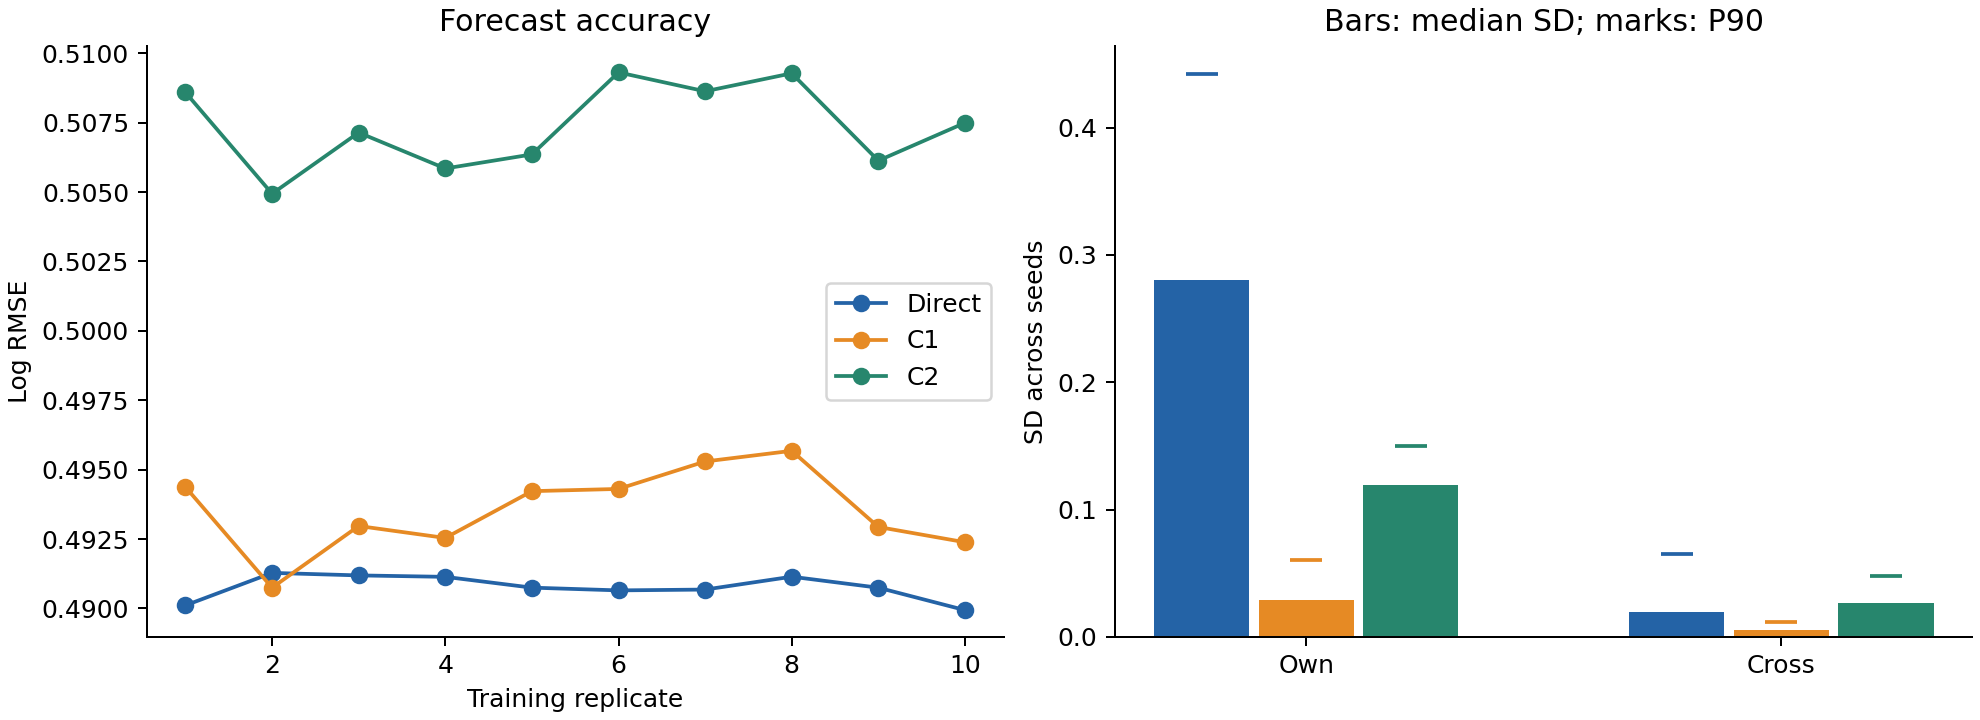 Forecast accuracy
0.5100
0.5075
0.5050
0.5025
0.5000
0.4975
0.4950
0.4925
0.4900
Log RMSE
2 4 6 8 10
Training replicate
Direct
C1
C2
Bars: median SD; marks: P90
0.4
0.3
0.2
0.1
0.0
SD across seeds
Own Cross